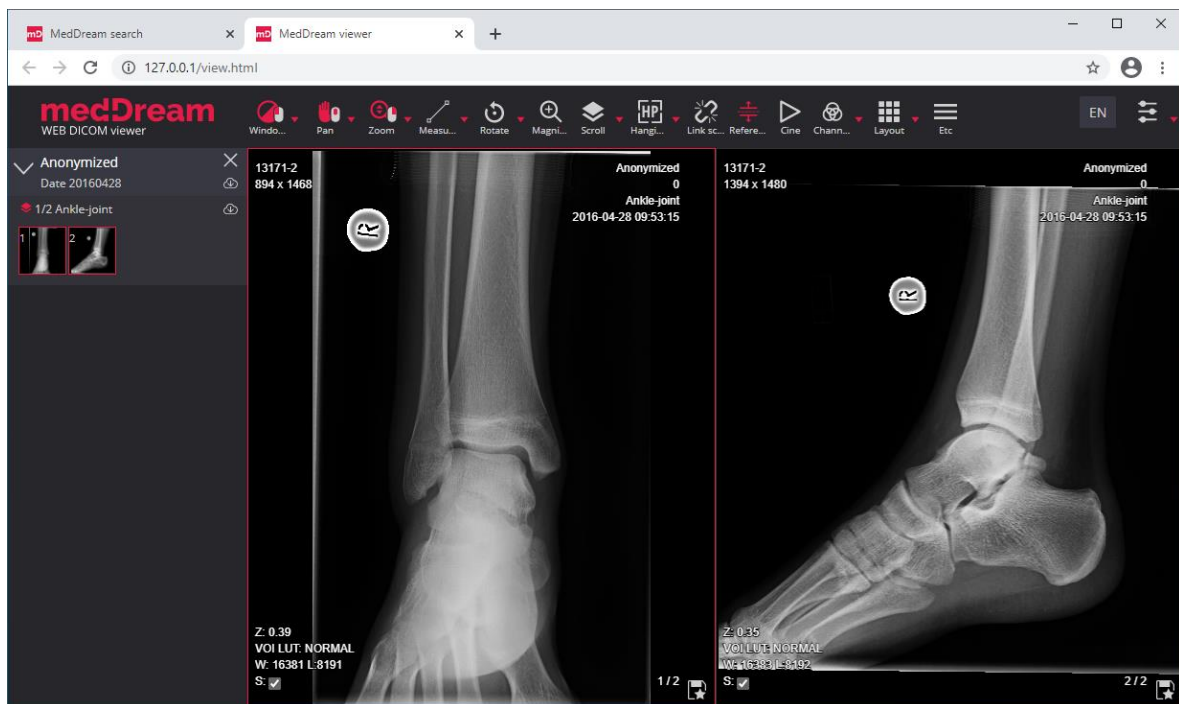 MedDream search
MedDream viewer
127.0.0.1/view.html
medDream
WEB DICOM viewer
Windo...
Pan
Zoom
Measu...
Rotate
Magni...
Scroll
Hangi...
Link sc...
Refere...
Cine
Chann...
Layout
Etc
EN
HP
Anonymized
Date 20160428
1/2 Ankle-joint
1
2
13171-2
894 x 1468
Anonymized
0
Ankle-joint
2016-04-28 09:53:15
R
Z: 0.39
VOI LUT: NORMAL
W: 16381 L:8191
S:
1 / 2
13171-2
1394 x 1480
Anonymized
0
Ankle-joint
2016-04-28 09:53:15
R
Z: 0.35
VOI LUT: NORMAL
W: 16383 L:8192
S:
2 / 2